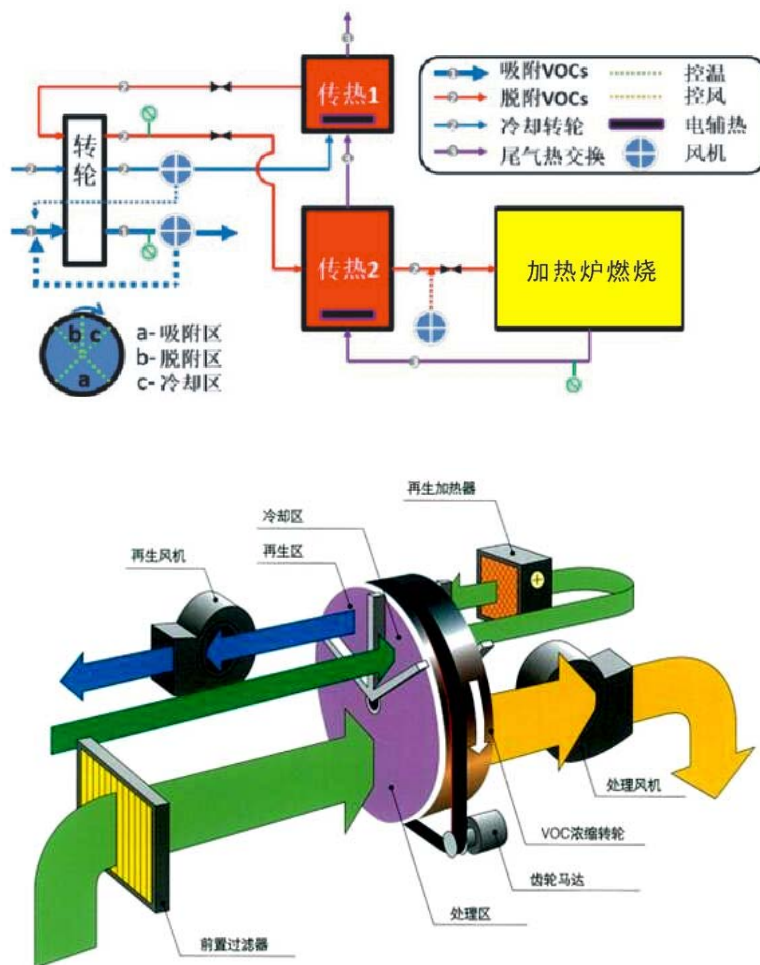 传热1
转轮
传热2
加热炉燃烧
1 吸附VOCs
2 脱附VOCs
2 冷却转轮
3 尾气热交换
控温
控风
电辅热
风机
b c
a
a-吸附区
b-脱附区
c-冷却区
再生加热器
冷却区
再生风机
再生区
处理风机
VOC浓缩转轮
齿轮马达
处理区
前置过滤器